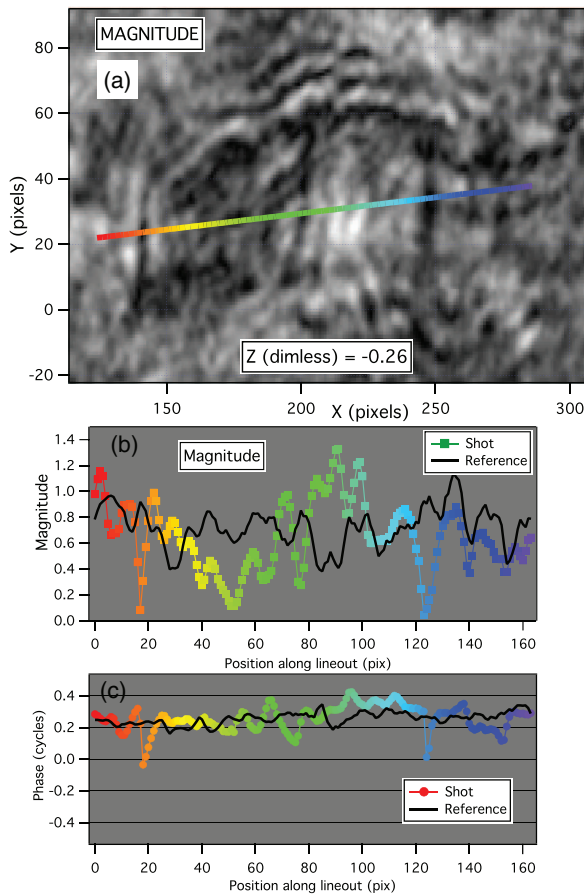 MAGNITUDE
(a)
80
60
40
20
0
-20
Y (pixels)
Z (dimless) = -0.26
150
200
250
300
X (pixels)
(b)
Magnitude
Shot
Reference
1.4
1.2
1.0
0.8
0.6
0.4
0.2
0.0
Magnitude
0
20
40
60
80
100
120
140
160
Position along lineout (pix)
(c)
0.4
0.2
0.0
-0.2
-0.4
Phase (cycles)
Shot
Reference
0
20
40
60
80
100
120
140
160
Position along lineout (pix)